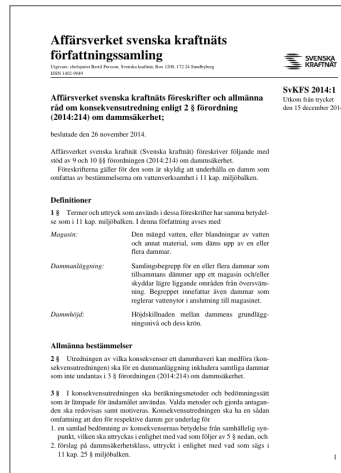 Affärsverket svenska kraftnäts
författningssamling
Utgivare: chefsjurist Bertil Persson, Svenska kraftnät, Box 1200, 172 24 Sundbyberg
ISSN 1402-9049
SVENSKA
KRAFTNÄT
SvKFS 2014:1
Utkom från trycket
den 15 december 2014
Affärsverket svenska kraftnäts föreskrifter och allmänna
råd om konsekvensutredning enligt 2 § förordning
(2014:214) om dammsäkerhet;
beslutade den 26 november 2014.
Affärsverket svenska kraftnät (Svenska kraftnät) föreskriver följande med
stöd av 9 och 10 §§ förordningen (2014:214) om dammsäkerhet.
Föreskrifterna gäller för den som är skyldig att underhålla en damm som
omfattas av bestämmelserna om vattenverksamhet i 11 kap. miljöbalken.
Definitioner
1 § Termer och uttryck som används i dessa föreskrifter har samma betydel-
se som i 11 kap. miljöbalken. I denna författning avses med
Magasin: Den mängd vatten, eller blandningar av vatten
och annat material, som däms upp av en eller
flera dammar.
Dammanläggning: Samlingsbegrepp för en eller flera dammar som
tillsammans dämmer upp ett magasin och/eller
skyddar lägre liggande områden från översväm-
ning. Begreppet innefattar även dammar som
reglerar vattenytor i anslutning till magasinet.
Dammhöjd: Höjdskillnaden mellan dammens grundlägg-
ningsnivå och dess krön.
Allmänna bestämmelser
2 § Utredningen av vilka konsekvenser ett dammhaveri kan medföra (kon-
sekvensutredningen) ska för en dammanläggning inkludera samtliga dammar
som inte undantas i 3 § förordningen (2014:214) om dammsäkerhet.
3 § I konsekvensutredningen ska beräkningsmetoder och bedömningssätt
som är lämpade för ändamålet användas. Valda metoder och gjorda antagan-
den ska redovisas samt motiveras. Konsekvensutredningen ska ha en sådan
omfattning att den för respektive damm ger underlag för
1. en samlad bedömning av konsekvensernas betydelse från samhällelig syn-
punkt, vilken ska uttryckas i enlighet med vad som följer av 5 § nedan, och
2. förslag på dammsäkerhetsklass, uttryckt i enlighet med vad som sägs i
11 kap. 25 § miljöbalken.
1